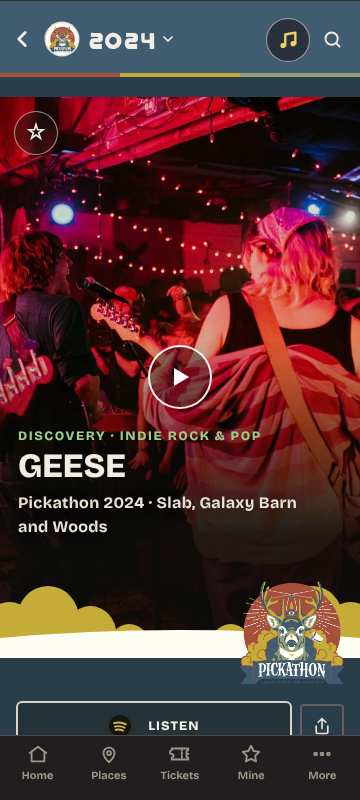 2024
DISCOVERY · INDIE ROCK & POP
GEESE
Pickathon 2024 · Slab, Galaxy Barn
and Woods
PICKATHON
LISTEN
Home
Places
Tickets
Mine
More